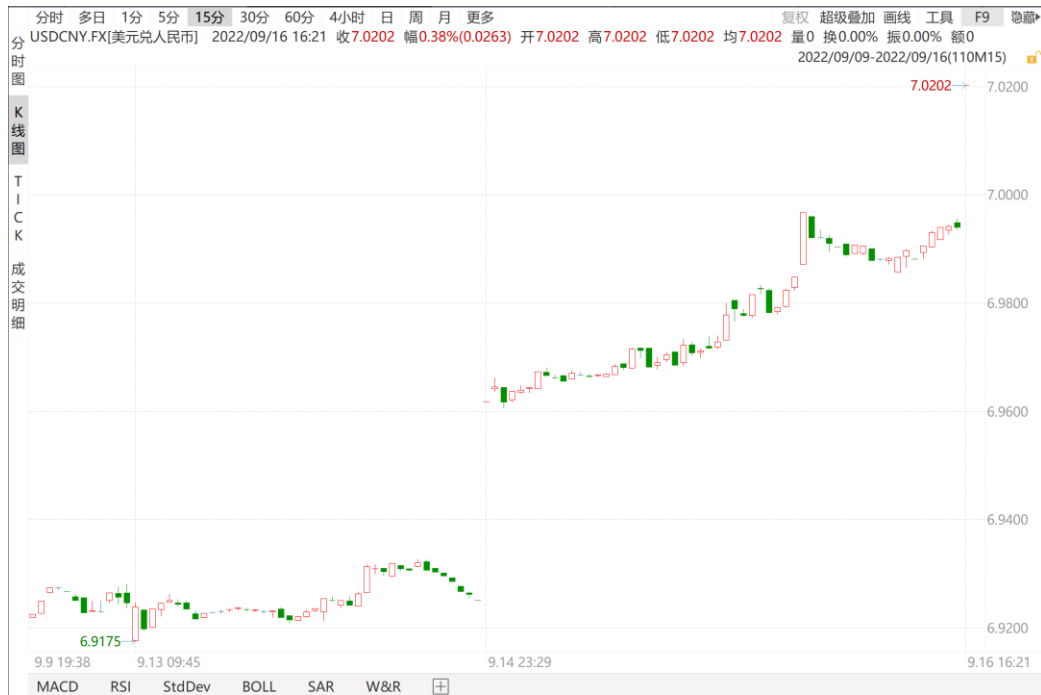 分时 多日 1分 5分 15分 30分 60分 4小时 日 周 月 更多 复权 超级叠加 画线 工具 F9 隐藏
USDCNY.FX[美元兑人民币] 2022/09/16 16:21 收7.0202 幅0.38%(0.0263) 开7.0202 高7.0202 低7.0202 均7.0202 量0 换0.00% 振0.00% 额0
2022/09/09-2022/09/16(110M15)
分时图
K线图
TICK
成交明细
7.0202
7.0200
7.0000
6.9800
6.9600
6.9400
6.9200
6.9175
9.9 19:38 9.13 09:45 9.14 23:29 9.16 16:21
MACD RSI StdDev BOLL SAR W&R